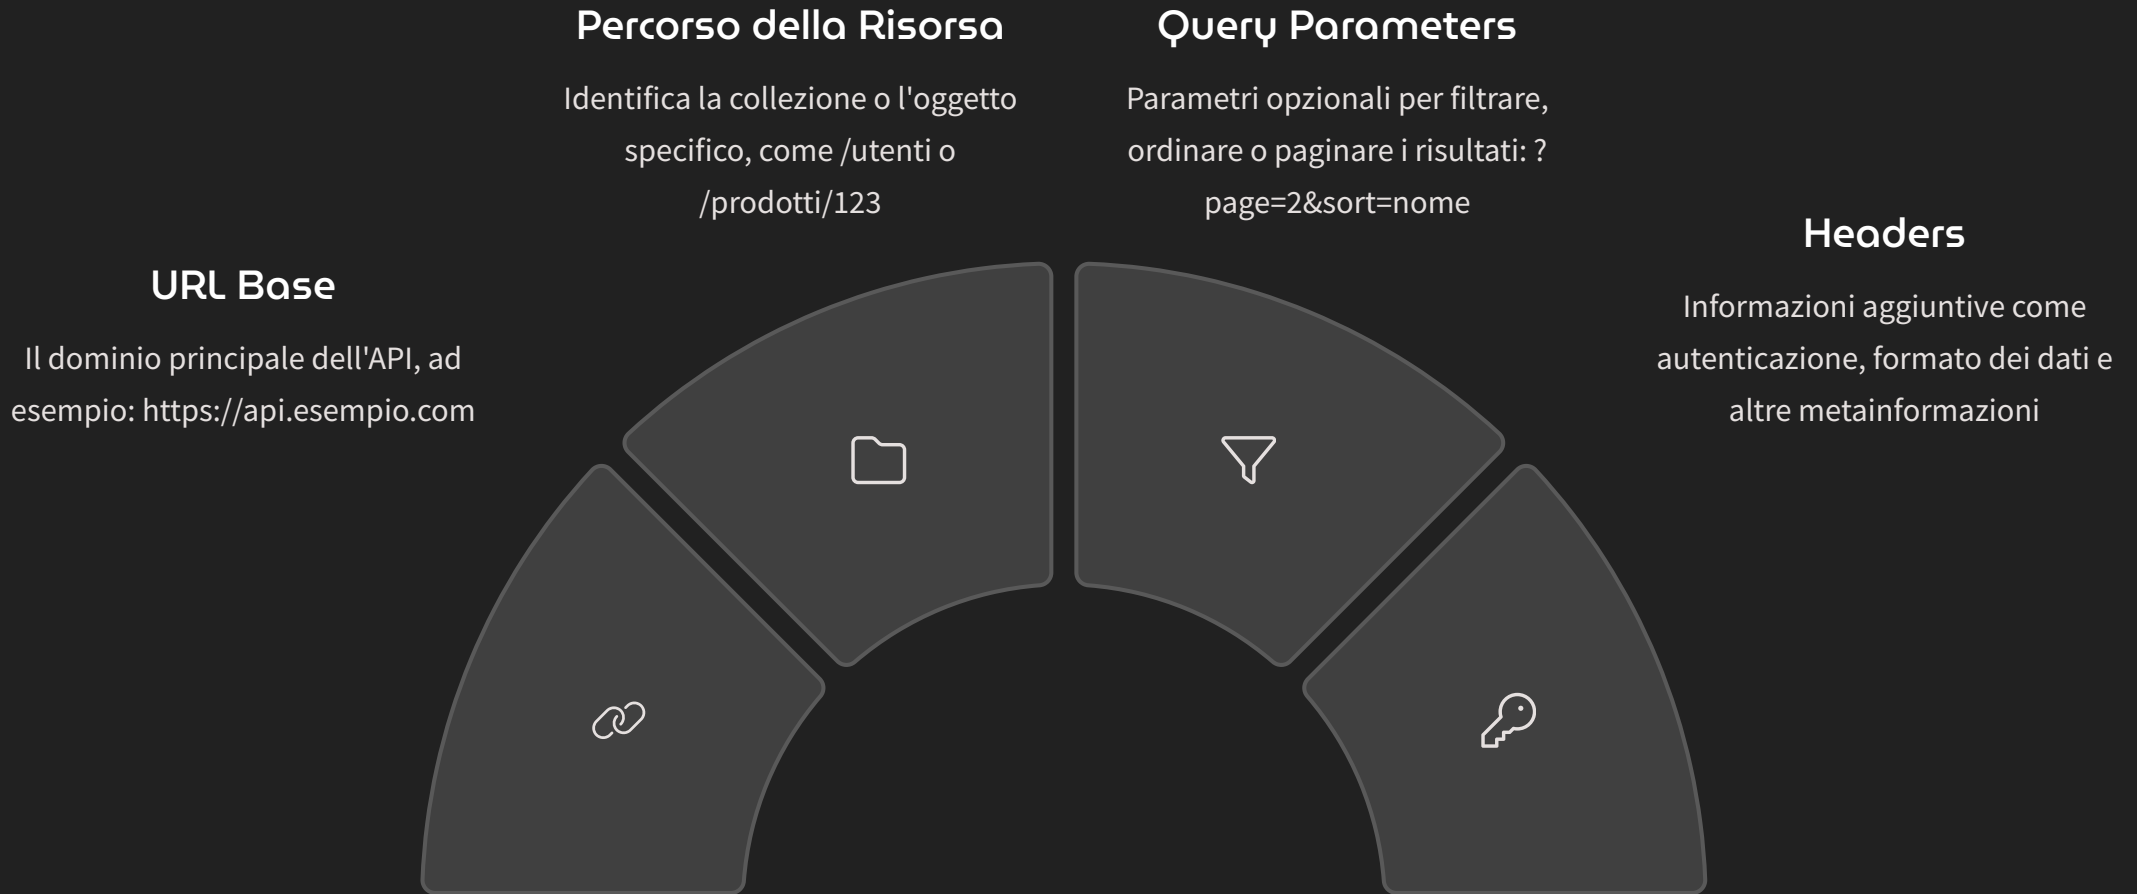 URL Base
Il dominio principale dell'API, ad
esempio: https://api.esempio.com
Percorso della Risorsa
Identifica la collezione o l'oggetto
specifico, come /utenti o
/prodotti/123
Query Parameters
Parametri opzionali per filtrare,
ordinare o paginare i risultati: ?
page=2&sort=nome
Headers
Informazioni aggiuntive come
autenticazione, formato dei dati e
altre metainformazioni